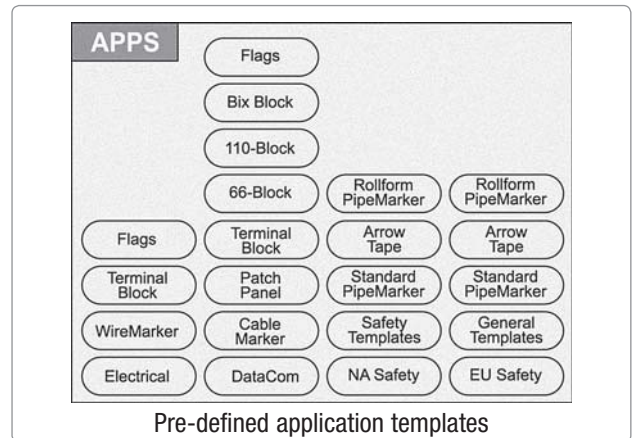 APPS
Flags
Bix Block
110-Block
66-Block
Rollform
PipeMarker
Rollform
PipeMarker
Flags
Terminal
Block
Arrow
Tape
Arrow
Tape
Terminal
Block
Patch
Panel
Standard
PipeMarker
Standard
PipeMarker
WireMarker
Cable
Marker
Safety
Templates
General
Templates
Electrical
DataCom
NA Safety
EU Safety
Pre-defined application templates